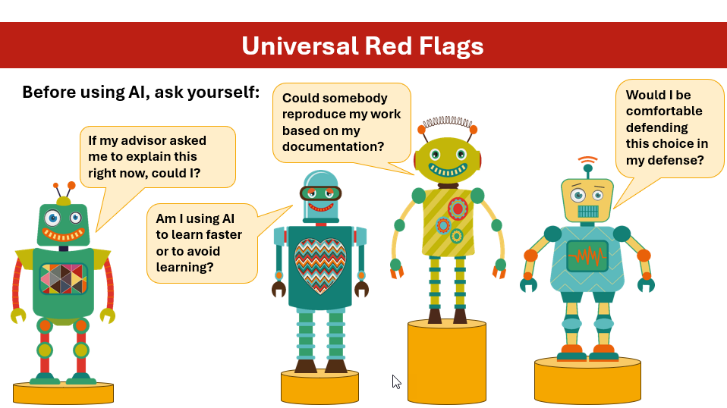 Universal Red Flags
Before using AI, ask yourself:
If my advisor asked
me to explain this
right now, could I?
Am I using AI
to learn faster
or to avoid
learning?
Could somebody
reproduce my work
based on my
documentation?
Would I be
comfortable
defending
this choice in
my defense?